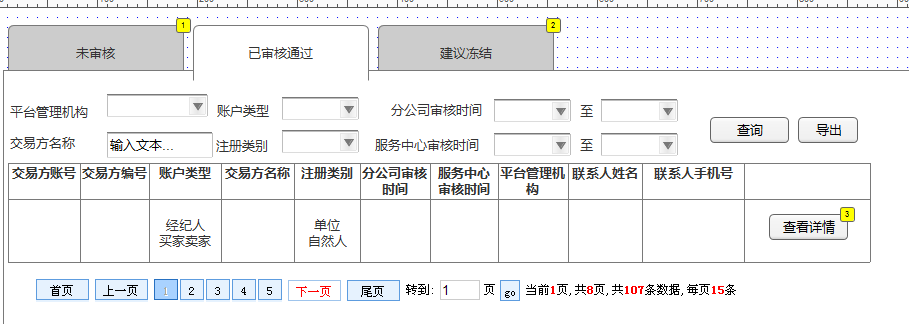 1
2
未审核
已审核通过
建议冻结
平台管理机构
账户类型
分公司审核时间
至
交易方名称
输入文本...
注册类别
服务中心审核时间
至
查询
导出
交易方账号 交易方编号 账户类型 交易方名称 注册类别 分公司审核时间 服务中心审核时间 平台管理机构 联系人姓名 联系人手机号
经纪人
买家卖家
单位
自然人
3
查看详情
首页 上一页 1 2 3 4 5 下一页 尾页 转到: 1 页 go 当前1页,共8页,共107条数据,每页15条